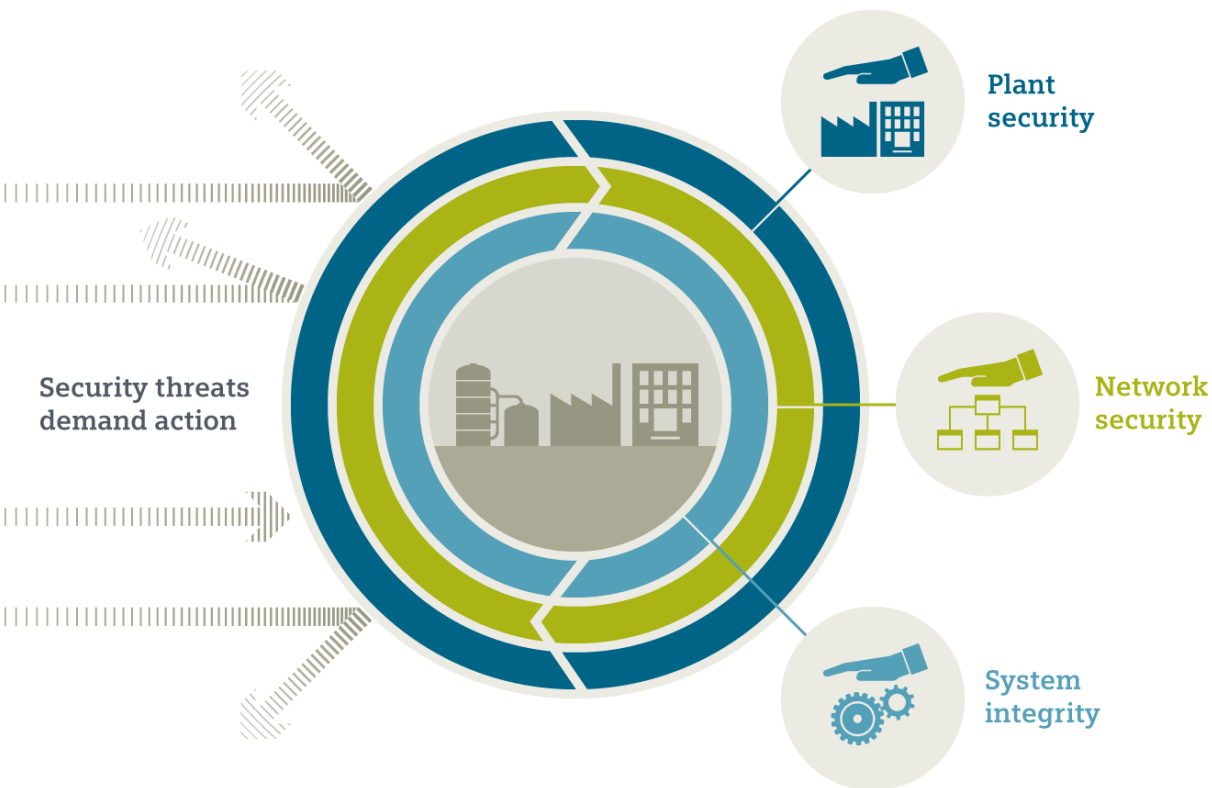 Plant
security
Security threats
demand action
Network
security
System
integrity